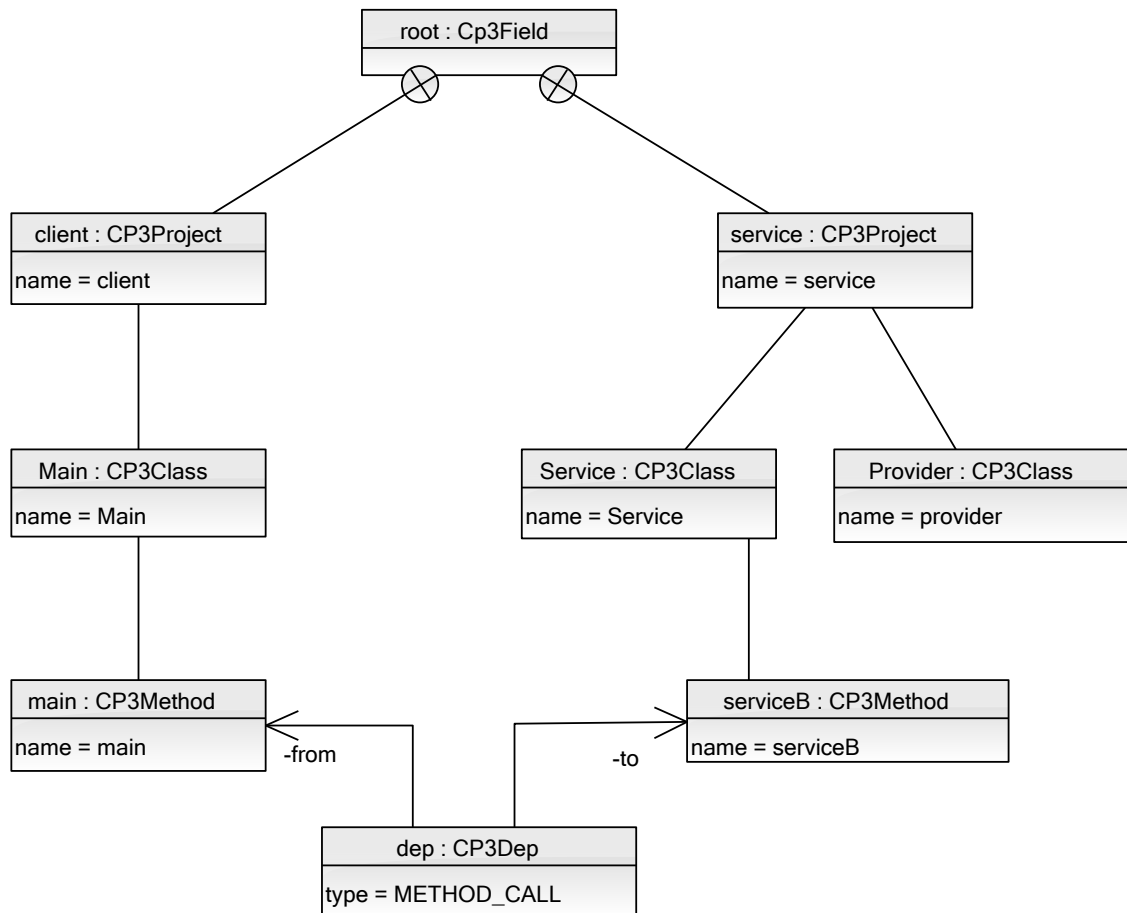 root : Cp3Field
client : CP3Project
name = client
service : CP3Project
name = service
Main : CP3Class
name = Main
Service : CP3Class
name = Service
Provider : CP3Class
name = provider
main : CP3Method
name = main
serviceB : CP3Method
name = serviceB
-from
-to
dep : CP3Dep
type = METHOD_CALL